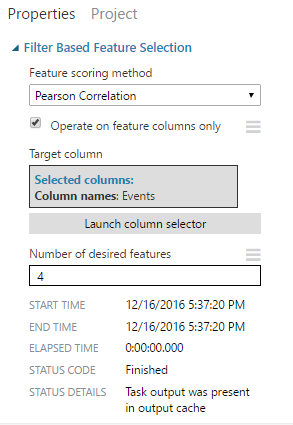 Properties Project
Filter Based Feature Selection
Feature scoring method
Pearson Correlation
Operate on feature columns only
Target column
Selected columns:
Column names: Events
Launch column selector
Number of desired features
4
START TIME 12/16/2016 5:37:20 PM
END TIME 12/16/2016 5:37:20 PM
ELAPSED TIME 0:00:00.000
STATUS CODE Finished
STATUS DETAILS Task output was present
in output cache